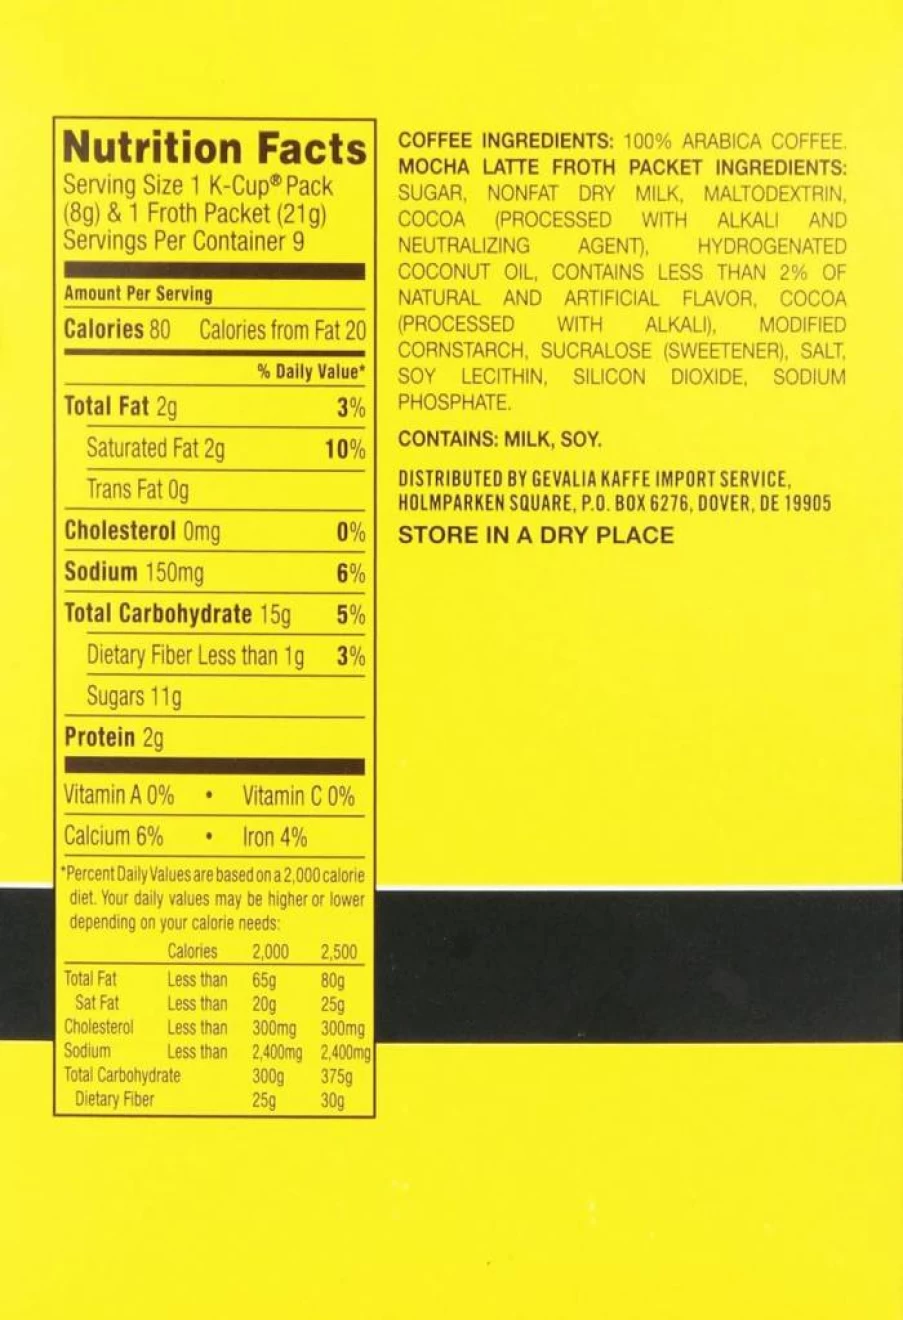 Nutrition Facts
Serving Size 1 K-Cup® Pack
(8g) & 1 Froth Packet (21g)
Servings Per Container 9
Amount Per Serving
Calories 80 Calories from Fat 20
% Daily Value*
Total Fat 2g 3%
Saturated Fat 2g 10%
Trans Fat 0g
Cholesterol 0mg 0%
Sodium 150mg 6%
Total Carbohydrate 15g 5%
Dietary Fiber Less than 1g 3%
Sugars 11g
Protein 2g
Vitamin A 0% • Vitamin C 0%
Calcium 6% • Iron 4%
*Percent Daily Values are based on a 2,000 calorie
diet. Your daily values may be higher or lower
depending on your calorie needs:
Calories 2,000 2,500
Total Fat Less than 65g 80g
Sat Fat Less than 20g 25g
Cholesterol Less than 300mg 300mg
Sodium Less than 2,400mg 2,400mg
Total Carbohydrate 300g 375g
Dietary Fiber 25g 30g
COFFEE INGREDIENTS: 100% ARABICA COFFEE.
MOCHA LATTE FROTH PACKET INGREDIENTS:
SUGAR, NONFAT DRY MILK, MALTODEXTRIN,
COCOA (PROCESSED WITH ALKALI AND
NEUTRALIZING AGENT), HYDROGENATED
COCONUT OIL, CONTAINS LESS THAN 2% OF
NATURAL AND ARTIFICIAL FLAVOR, COCOA
(PROCESSED WITH ALKALI), MODIFIED
CORNSTARCH, SUCRALOSE (SWEETENER), SALT,
SOY LECITHIN, SILICON DIOXIDE, SODIUM
PHOSPHATE.
CONTAINS: MILK, SOY.
DISTRIBUTED BY GEVALIA KAFFE IMPORT SERVICE,
HOLMPARKEN SQUARE, P.O. BOX 6276, DOVER, DE 19905
STORE IN A DRY PLACE